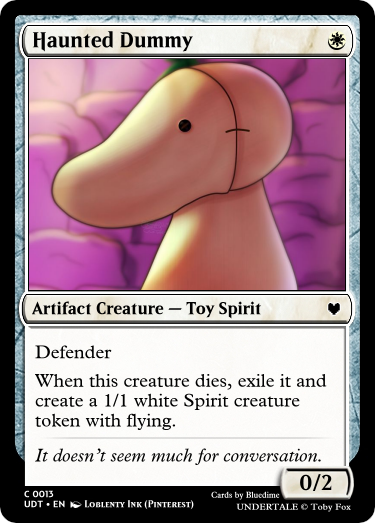 Haunted Dummy
Artifact Creature — Toy Spirit
Defender
When this creature dies, exile it and
create a 1/1 white Spirit creature
token with flying.
It doesn't seem much for conversation.
0/2
C 0013
UDT • EN Loblenty Ink (Pinterest)
Cards by Bluedime
UNDERTALE © Toby Fox